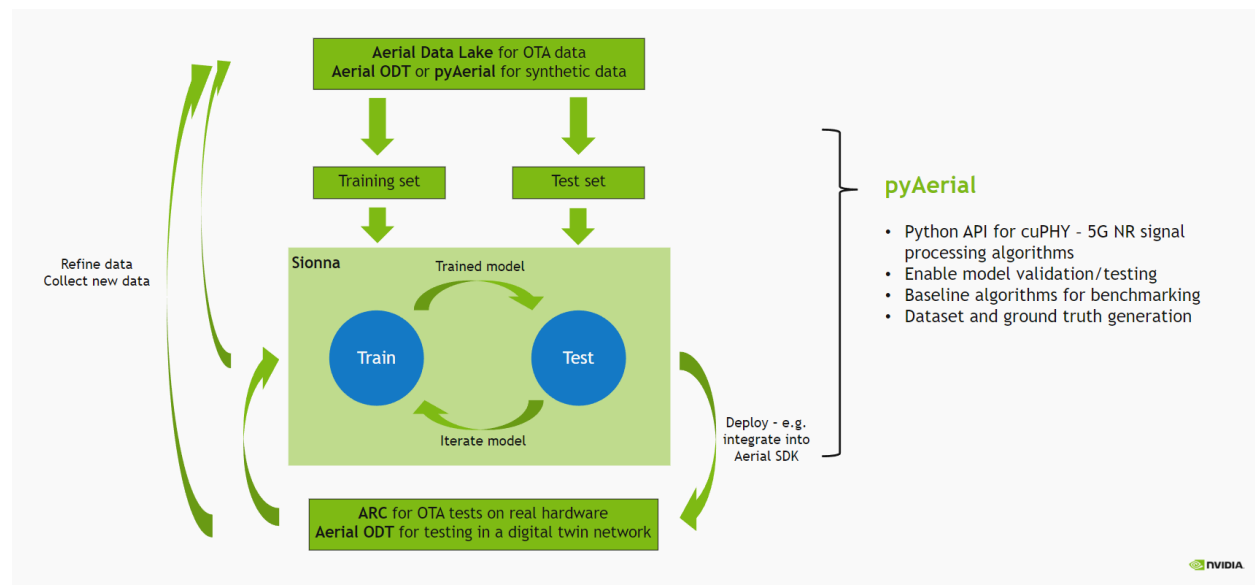 Aerial Data Lake for OTA data
Aerial ODT or pyAerial for synthetic data
Training set
Test set
Sionna
Trained model
Train
Test
Iterate model
Refine data
Collect new data
Deploy – e.g.
integrate into
Aerial SDK
ARC for OTA tests on real hardware
Aerial ODT for testing in a digital twin network
pyAerial
• Python API for cuPHY – 5G NR signal
processing algorithms
• Enable model validation/testing
• Baseline algorithms for benchmarking
• Dataset and ground truth generation
NVIDIA.